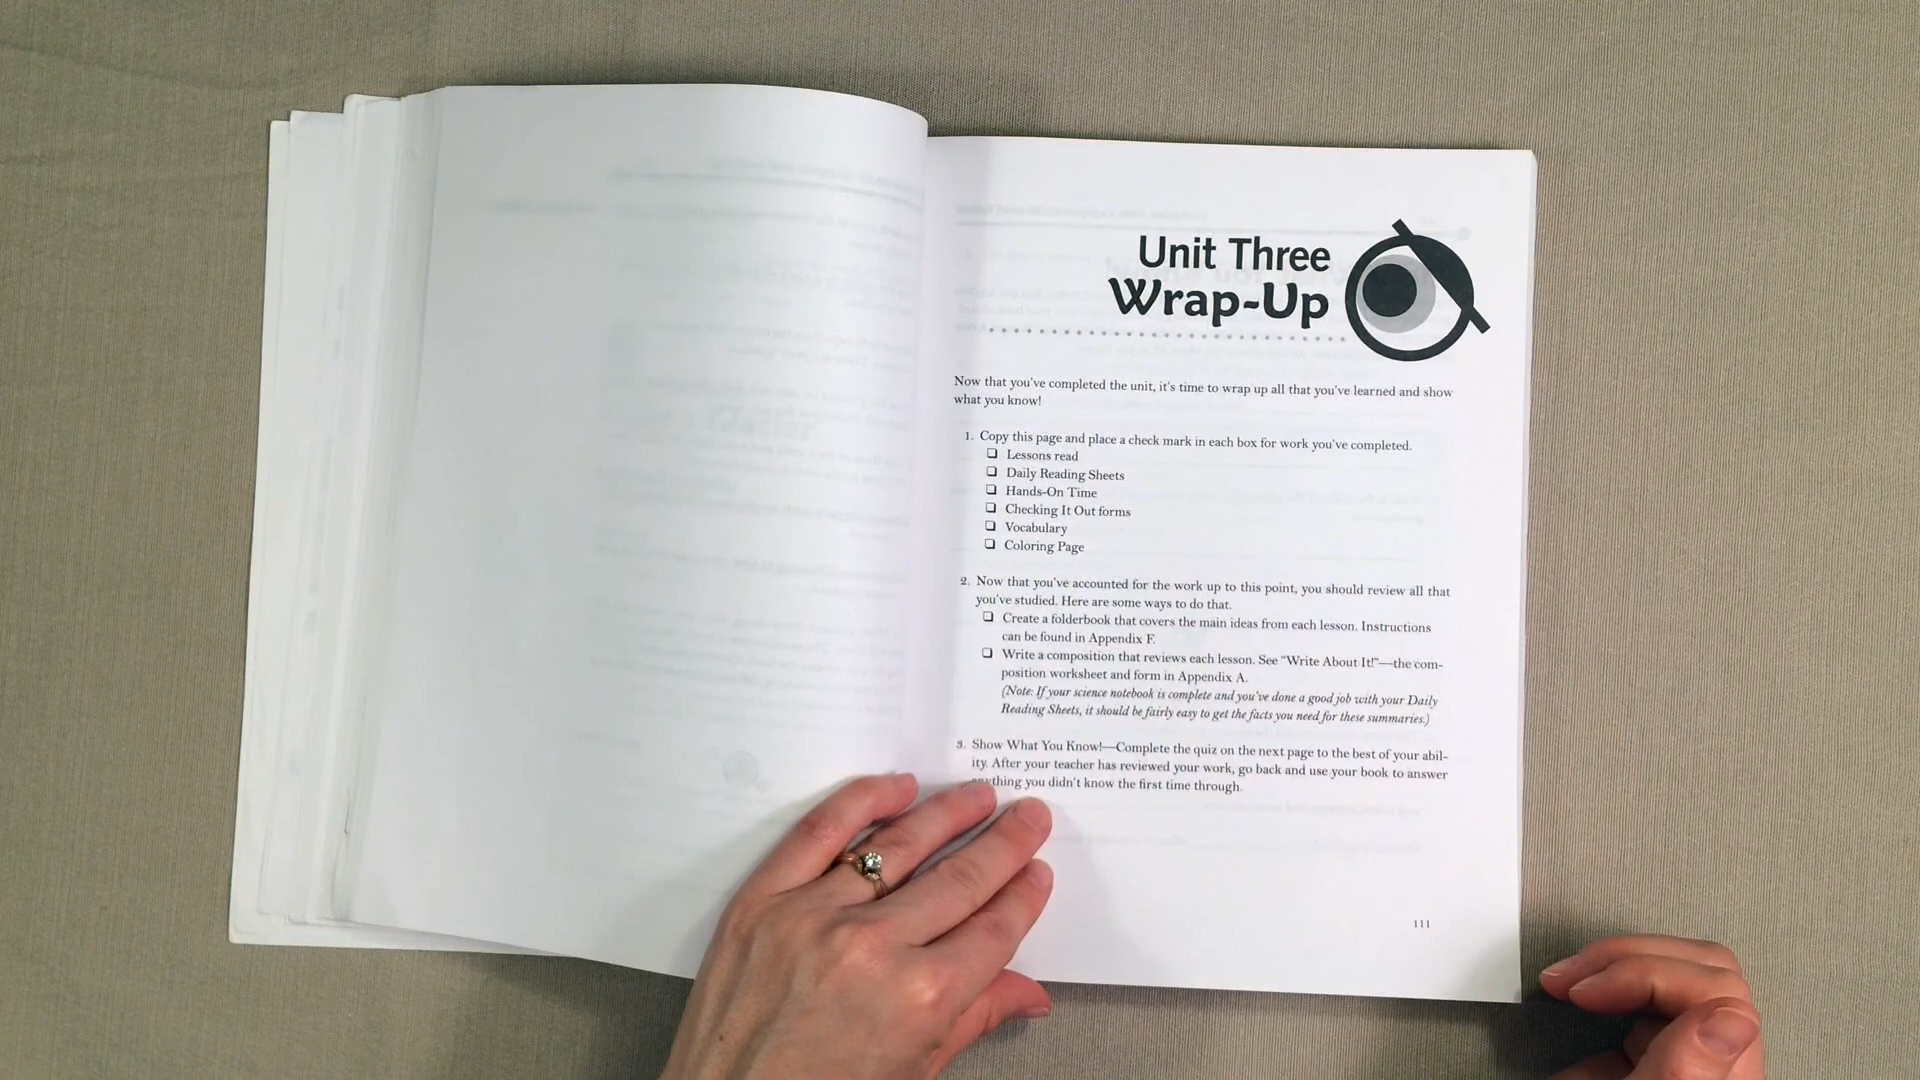 Unit Three
Wrap-Up
Now that you've completed the unit, it's time to wrap up all that you've learned and show
what you know!
1. Copy this page and place a check mark in each box for work you've completed.
❏ Lessons read
❏ Daily Reading Sheets
❏ Hands-On Time
❏ Checking It Out forms
❏ Vocabulary
❏ Coloring Page
2. Now that you've accounted for the work up to this point, you should review all that
you've studied. Here are some ways to do that.
❏ Create a folderbook that covers the main ideas from each lesson. Instructions
can be found in Appendix F.
❏ Write a composition that reviews each lesson. See "Write About It!"—the com-
position worksheet and form in Appendix A.
(Note: If your science notebook is complete and you've done a good job with your Daily
Reading Sheets, it should be fairly easy to get the facts you need for these summaries.)
3. Show What You Know!—Complete the quiz on the next page to the best of your abil-
ity. After your teacher has reviewed your work, go back and use your book to answer
anything you didn't know the first time through.
111